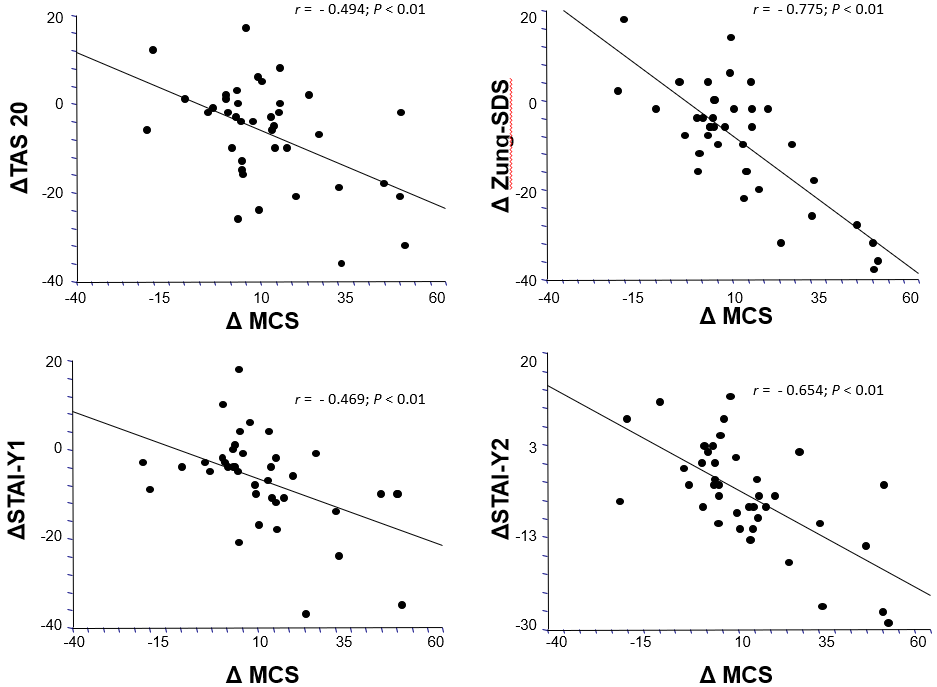 r = - 0.494; P < 0.01
20
0
-20
-40
ΔTAS 20
-40 -15 10 35 60
Δ MCS
r = - 0.775; P < 0.01
20
0
-20
-40
Δ Zung-SDS
-40 -15 10 35 60
Δ MCS
r = - 0.469; P < 0.01
20
0
-20
-40
ΔSTAI-Y1
-40 -15 10 35 60
Δ MCS
r = - 0.654; P < 0.01
20
3
-13
-30
ΔSTAI-Y2
-40 -15 10 35 60
Δ MCS